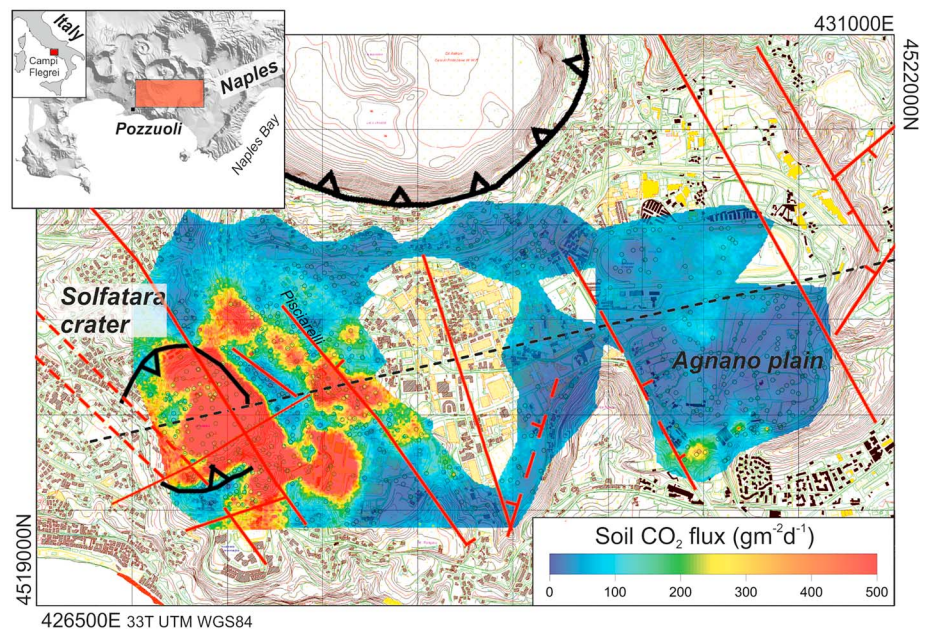 431000E
Italy
Campi
Flegrei
Naples
Pozzuoli
Naples Bay
4522000N
Solfatara
crater
Pisciarelli
Agnano plain
4519000N
Soil CO₂ flux (gm⁻²d⁻¹)
0 100 200 300 400 500
426500E 33T UTM WGS84